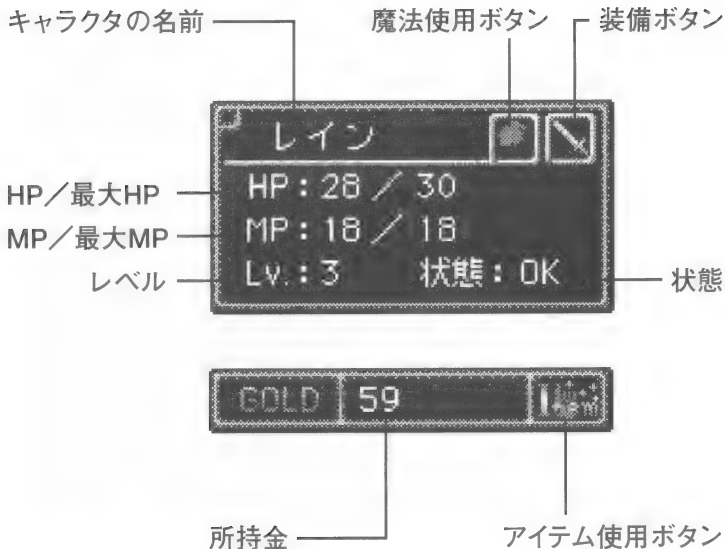 キャラクタの名前
魔法使用ボタン
装備ボタン
レイン
HP／最大HP
HP：28／30
MP／最大MP
MP：18／18
レベル
Lv.：3 状態：OK
状態
GOLD 59 Item
所持金
アイテム使用ボタン